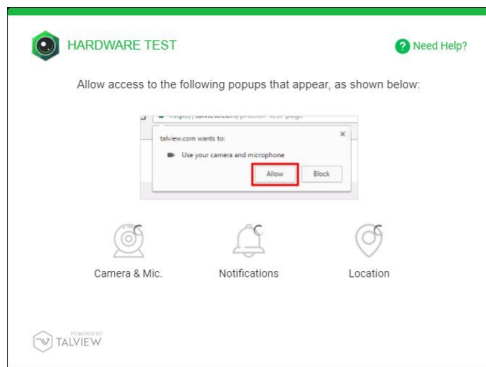 HARDWARE TEST
Need Help?
Allow access to the following popups that appear, as shown below:
talview.com wants to:
Use your camera and microphone
Allow
Block
Camera & Mic.
Notifications
Location
POWERED BY
TALVIEW